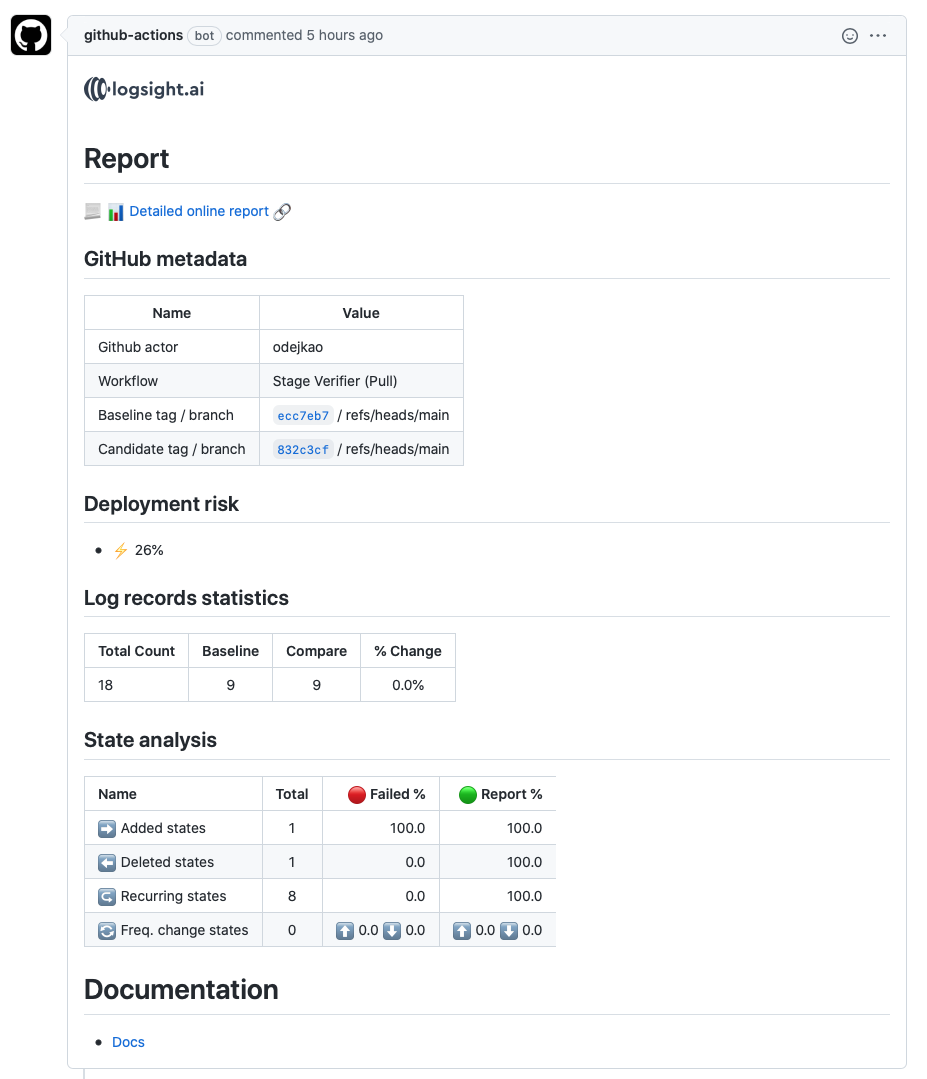 github-actions bot commented 5 hours ago
logsight.ai
Report
Detailed online report
GitHub metadata
Name Value
Github actor odejkao
Workflow Stage Verifier (Pull)
Baseline tag / branch ecc7eb7 / refs/heads/main
Candidate tag / branch 832c3cf / refs/heads/main
Deployment risk
• ⚡ 26%
Log records statistics
Total Count Baseline Compare % Change
18 9 9 0.0%
State analysis
Name Total 🔴 Failed % 🟢 Report %
➡️ Added states 1 100.0 100.0
⬅️ Deleted states 1 0.0 100.0
↪️ Recurring states 8 0.0 100.0
🔄 Freq. change states 0 ⬆️ 0.0 ⬇️ 0.0 ⬆️ 0.0 ⬇️ 0.0
Documentation
• Docs